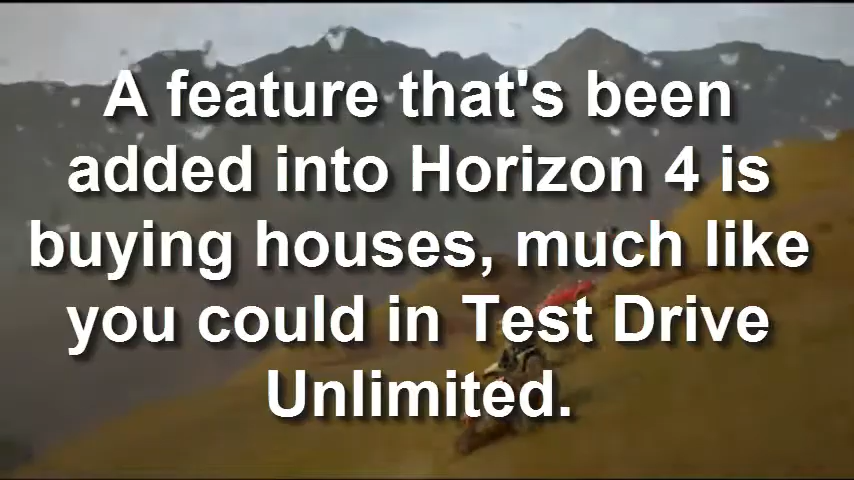 A feature that's been
added into Horizon 4 is
buying houses, much like
you could in Test Drive
Unlimited.